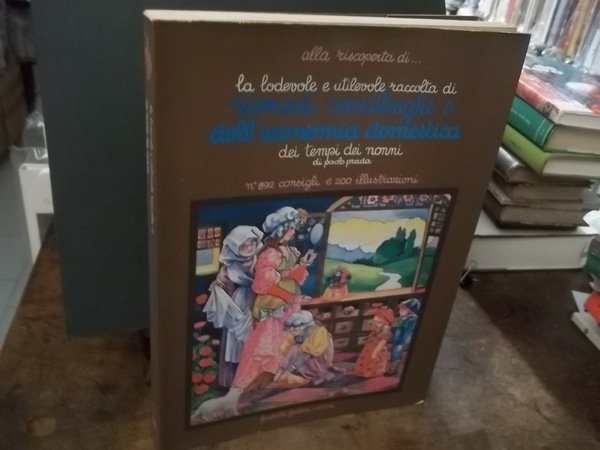 alla riscoperta di...
la lodevole e utilevole raccolta di
rimedi casalinghi e
dell'economia domestica
dei tempi dei nonni
di paolo prada
n° 892 consigli e 200 illustrazioni